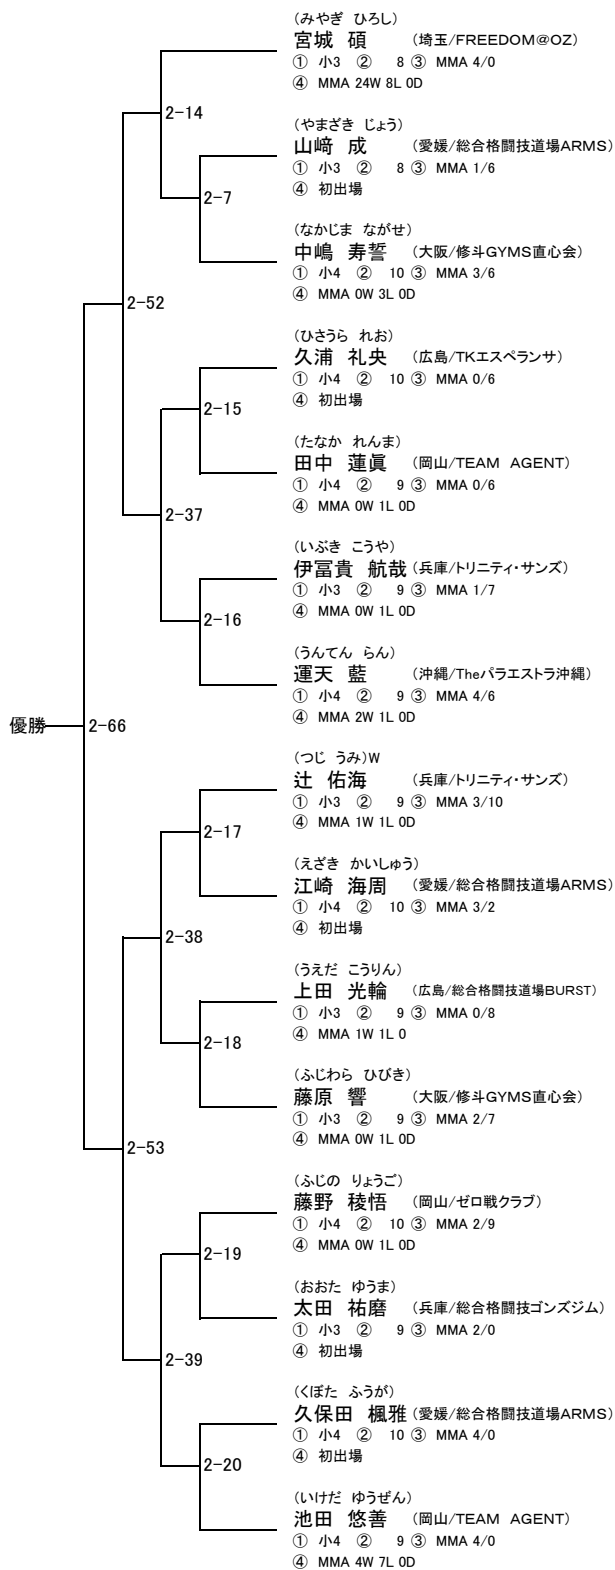 (みやぎ ひろし)
宮城 碩 (埼玉/FREEDOM@OZ)
① 小3 ② 8 ③ MMA 4/0
④ MMA 24W 8L 0D
2-14
(やまざき じょう)
山﨑 成 (愛媛/総合格闘技道場ARMS)
① 小3 ② 8 ③ MMA 1/6
④ 初出場
2-7
(なかじま ながせ)
中嶋 寿誓 (大阪/修斗GYMS直心会)
① 小4 ② 10 ③ MMA 3/6
④ MMA 0W 3L 0D
2-52
(ひさうら れお)
久浦 礼央 (広島/TKエスペランサ)
① 小4 ② 10 ③ MMA 0/6
④ 初出場
2-15
(たなか れんま)
田中 蓮眞 (岡山/TEAM AGENT)
① 小4 ② 9 ③ MMA 0/6
④ MMA 0W 1L 0D
2-37
(いぶき こうや)
伊冨貴 航哉 (兵庫/トリニティ・サンズ)
① 小3 ② 9 ③ MMA 1/7
④ MMA 0W 1L 0D
2-16
(うんてん らん)
運天 藍 (沖縄/Theパラエストラ沖縄)
① 小4 ② 9 ③ MMA 4/6
④ MMA 2W 1L 0D
優勝 2-66
(つじ うみ)W
辻 佑海 (兵庫/トリニティ・サンズ)
① 小3 ② 9 ③ MMA 3/10
④ MMA 1W 1L 0D
2-17
(えざき かいしゅう)
江崎 海周 (愛媛/総合格闘技道場ARMS)
① 小4 ② 10 ③ MMA 3/2
④ 初出場
2-38
(うえだ こうりん)
上田 光輪 (広島/総合格闘技道場BURST)
① 小3 ② 9 ③ MMA 0/8
④ MMA 1W 1L 0
2-18
(ふじわら ひびき)
藤原 響 (大阪/修斗GYMS直心会)
① 小3 ② 9 ③ MMA 2/7
④ MMA 0W 1L 0D
2-53
(ふじの りょうご)
藤野 稜悟 (岡山/ゼロ戦クラブ)
① 小4 ② 10 ③ MMA 2/9
④ MMA 0W 1L 0D
2-19
(おおた ゆうま)
太田 祐磨 (兵庫/総合格闘技ゴンズジム)
① 小3 ② 9 ③ MMA 2/0
④ 初出場
2-39
(くぼた ふうが)
久保田 楓雅 (愛媛/総合格闘技道場ARMS)
① 小4 ② 10 ③ MMA 4/0
④ 初出場
2-20
(いけだ ゆうぜん)
池田 悠善 (岡山/TEAM AGENT)
① 小4 ② 9 ③ MMA 4/0
④ MMA 4W 7L 0D